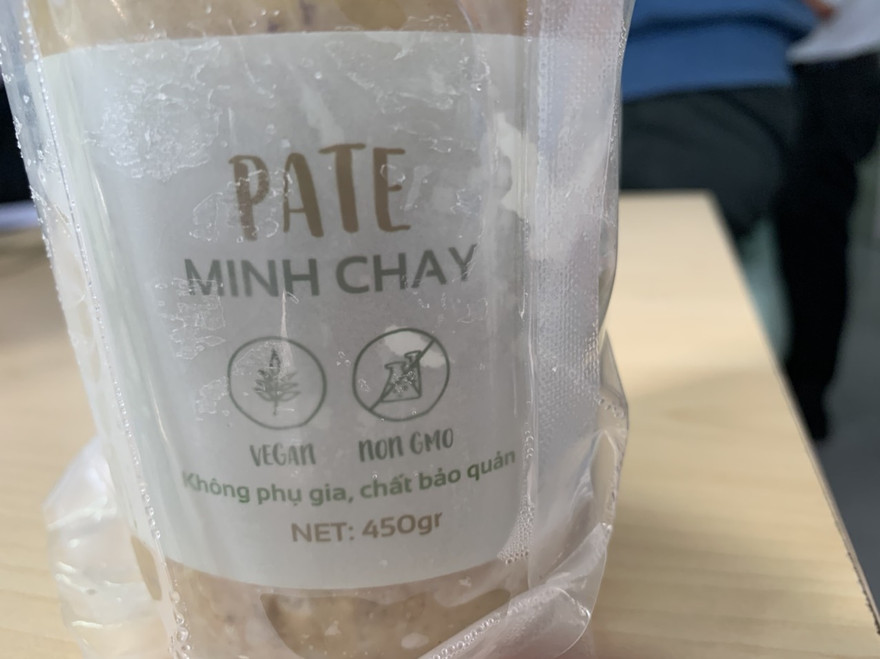 PATE
MINH CHAY
VEGAN NON GMO
Không phụ gia, chất bảo quản
NET: 450gr